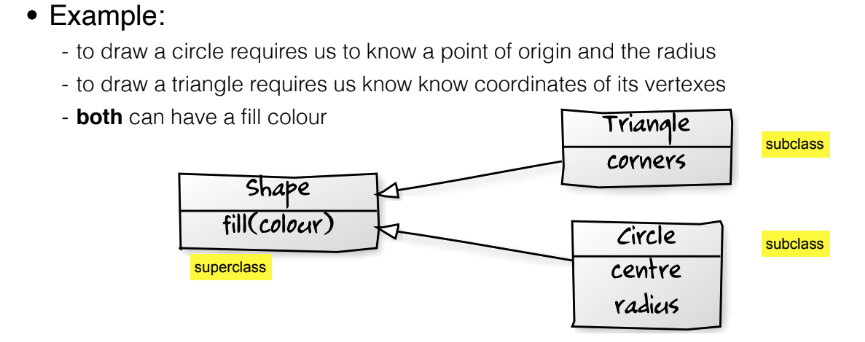 • Example:
- to draw a circle requires us to know a point of origin and the radius
- to draw a triangle requires us know know coordinates of its vertexes
- both can have a fill colour
Triangle
corners
subclass
Shape
fill(colour)
superclass
Circle
centre
radius
subclass